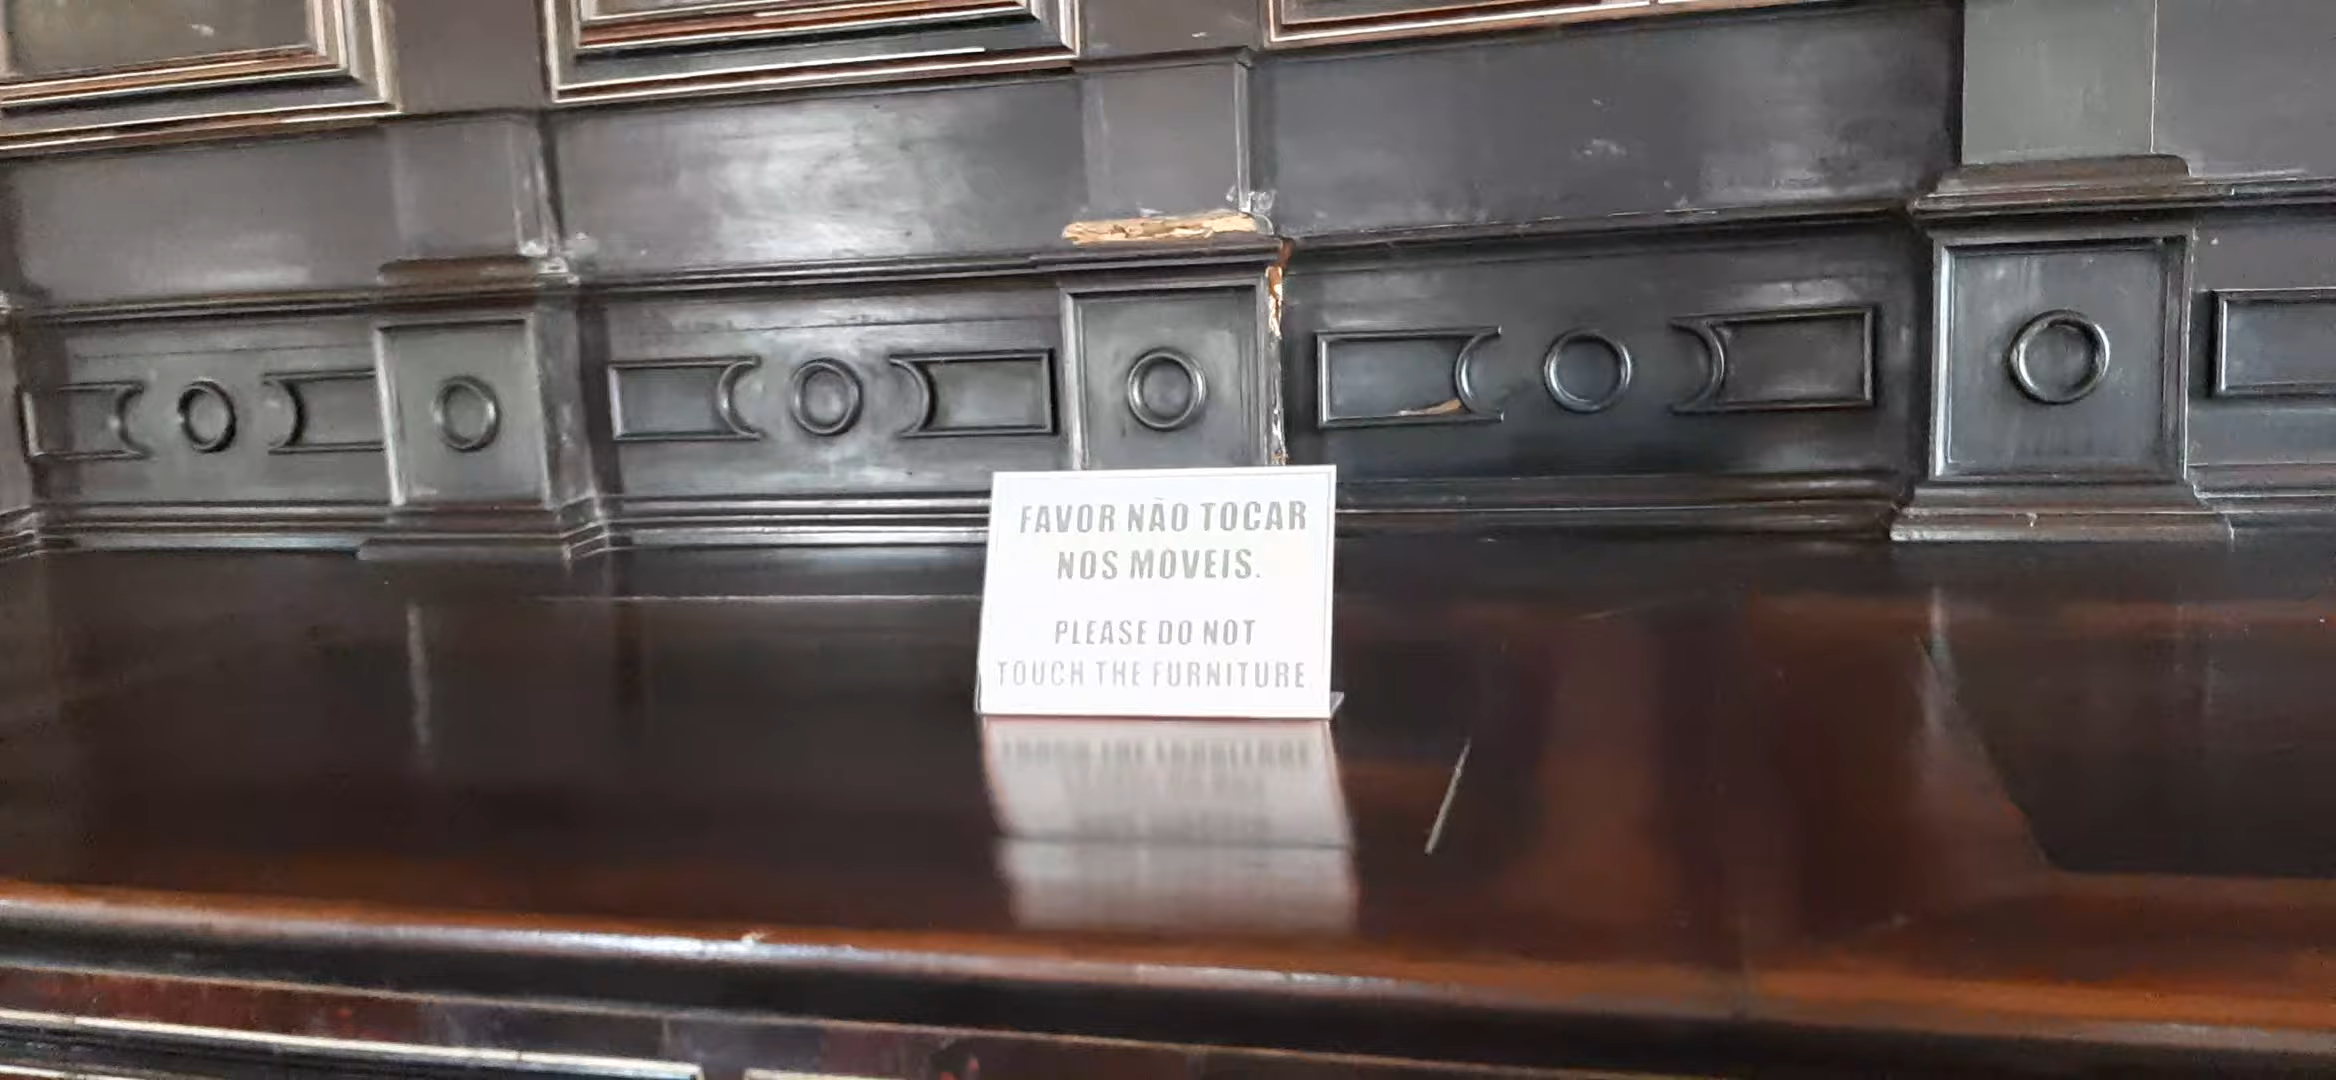 FAVOR NÃO TOCAR
NOS MOVEIS.
PLEASE DO NOT
TOUCH THE FURNITURE